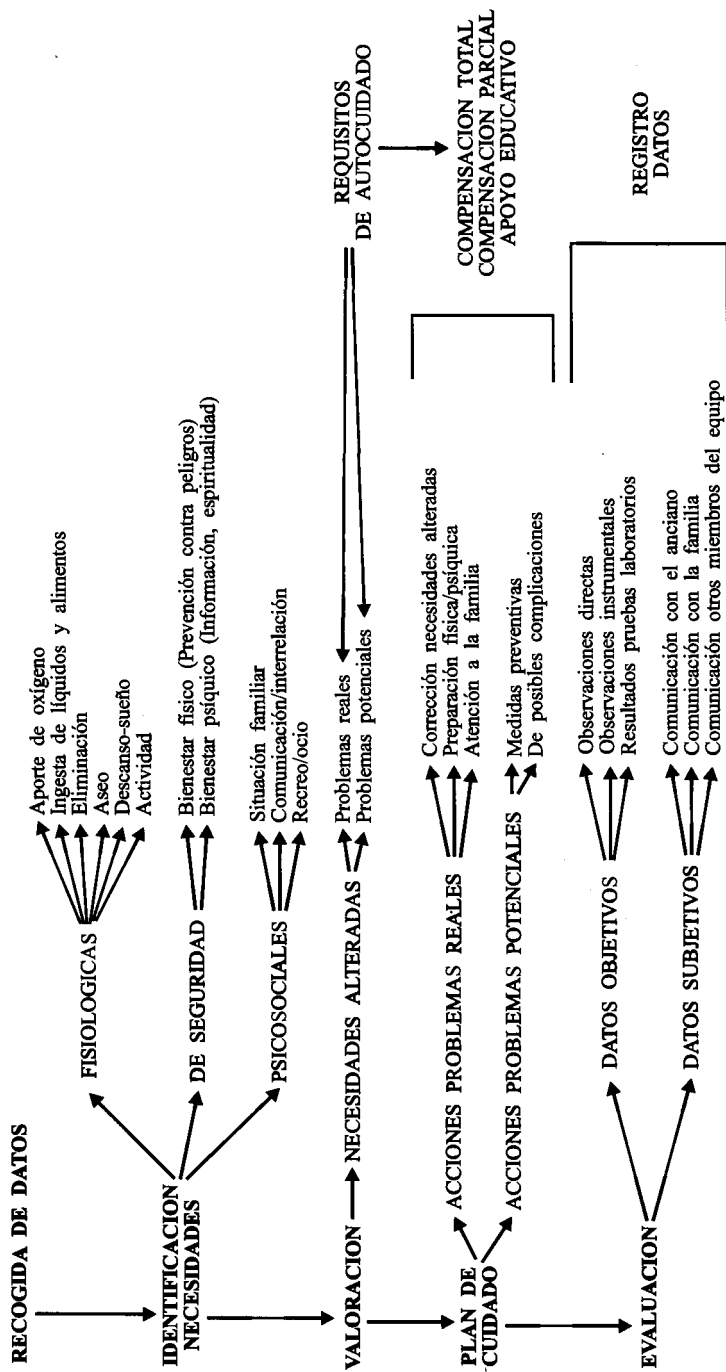 RECOGIDA DE DATOS
IDENTIFICACION
NECESIDADES
FISIOLOGICAS
Aporte de oxígeno
Ingesta de líquidos y alimentos
Eliminación
Aseo
Descanso-sueño
Actividad
DE SEGURIDAD
Bienestar físico (Prevención contra peligros)
Bienestar psíquico (Información, espiritualidad)
PSICOSOCIALES
Situación familiar
Comunicación/interrelación
Recreo/ocio
VALORACION
NECESIDADES ALTERADAS
Problemas reales
Problemas potenciales
REQUISITOS
DE AUTOCUIDADO
PLAN DE
CUIDADO
ACCIONES PROBLEMAS REALES
Corrección necesidades alteradas
Preparación física/psíquica
Atención a la familia
ACCIONES PROBLEMAS POTENCIALES
Medidas preventivas
De posibles complicaciones
COMPENSACION TOTAL
COMPENSACION PARCIAL
APOYO EDUCATIVO
EVALUACION
DATOS OBJETIVOS
Observaciones directas
Observaciones instrumentales
Resultados pruebas laboratorios
DATOS SUBJETIVOS
Comunicación con el anciano
Comunicación con la familia
Comunicación otros miembros del equipo
REGISTRO
DATOS